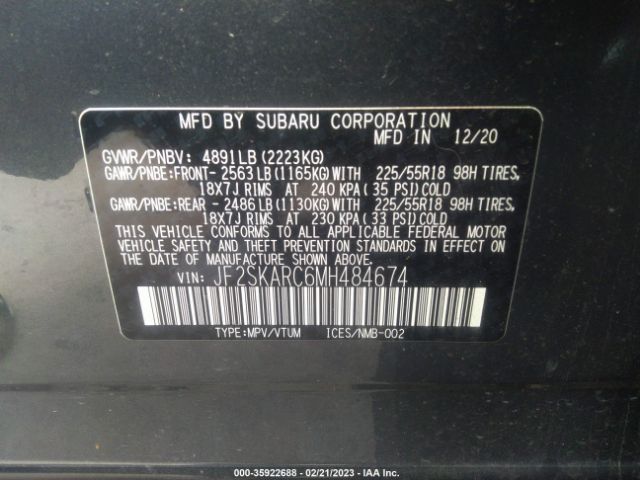 MFD BY SUBARU CORPORATION
MFD IN 12/20
GVWR/PNBV: 4891LB (2223KG)
GAWR/PNBE:FRONT- 2563LB (1165KG)WITH 225/55R18 98H TIRES,
18X7J RIMS AT 240 KPA (35 PSI)COLD
GAWR/PNBE:REAR - 2486LB (1130KG)WITH 225/55R18 98H TIRES,
18X7J RIMS AT 230 KPA (33 PSI)COLD
THIS VEHICLE CONFORMS TO ALL APPLICABLE FEDERAL MOTOR
VEHICLE SAFETY AND THEFT PREVENTION STANDARDS IN EFFECT
ON THE DATE OF MANUFACTURE SHOWN ABOVE.
VIN: JF2SKARC6MH484674
TYPE:MPV/VTUM ICES/NMB-002
000-35922688 - 02/21/2023 - IAA Inc.